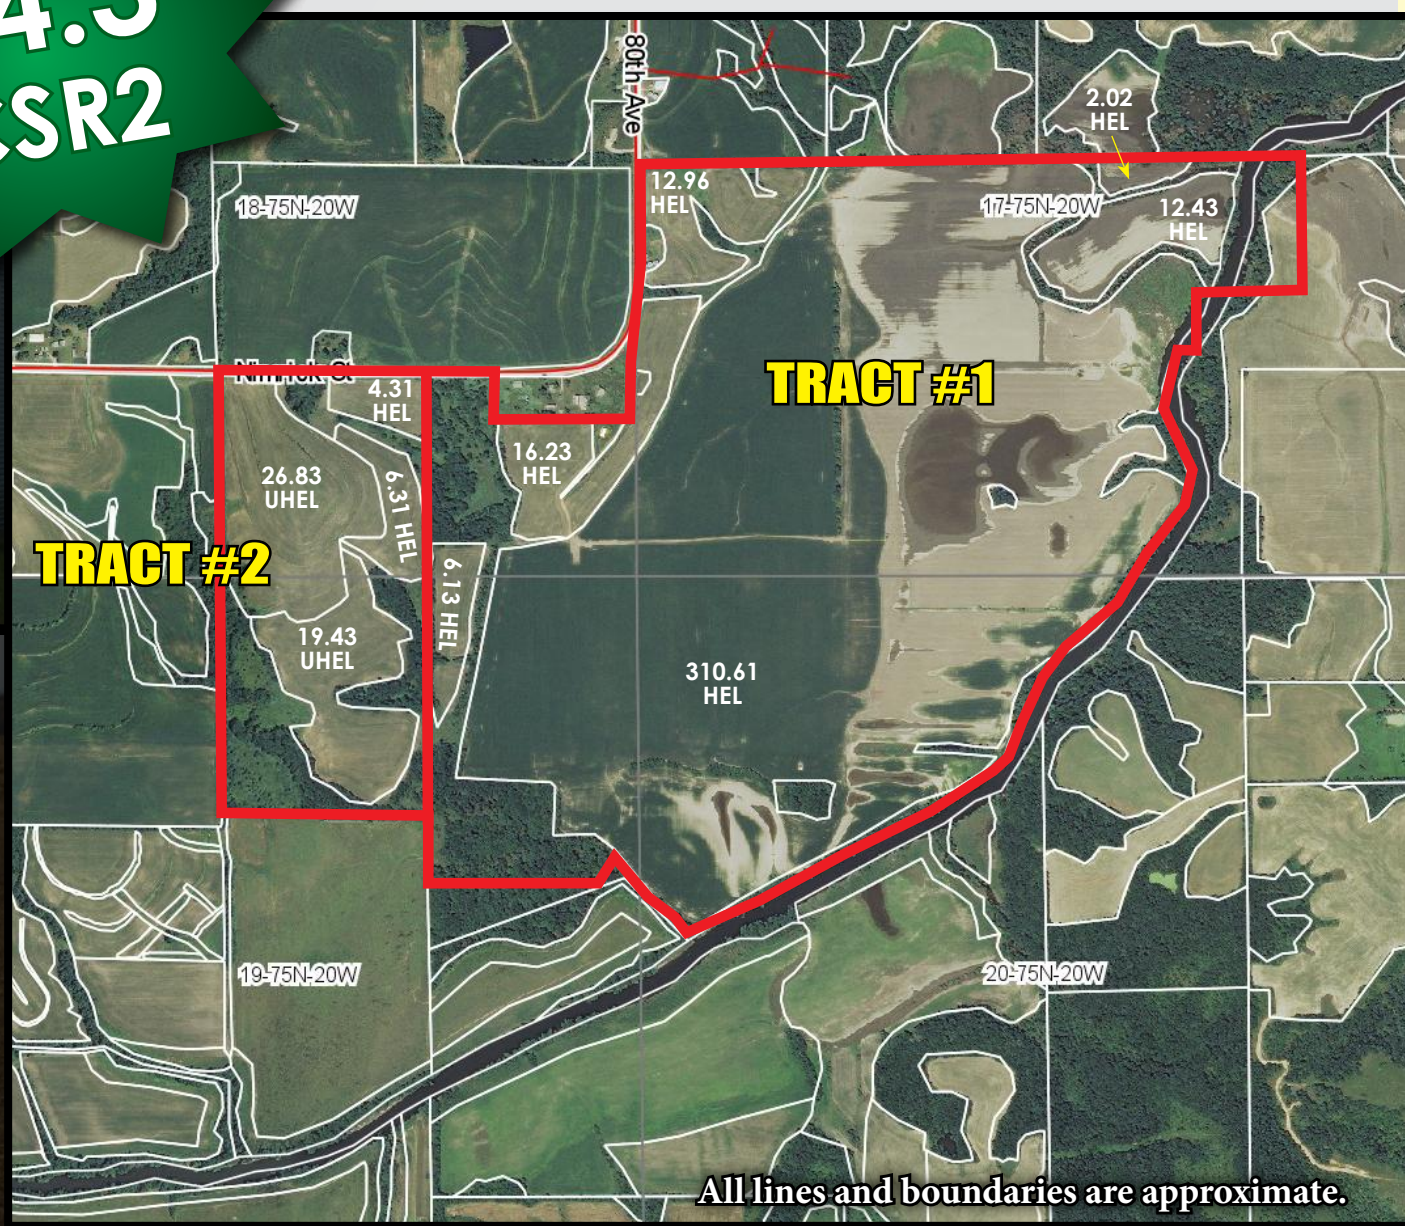 4.3
CSR2
80th Ave
2.02
HEL
18-75N-20W
12.96
HEL
17-75N-20W
12.43
HEL
TRACT #1
4.31
HEL
16.23
HEL
26.83
UHEL
6.31 HEL
TRACT #2
6.13 HEL
19.43
UHEL
310.61
HEL
19-75N-20W
20-75N-20W
All lines and boundaries are approximate.